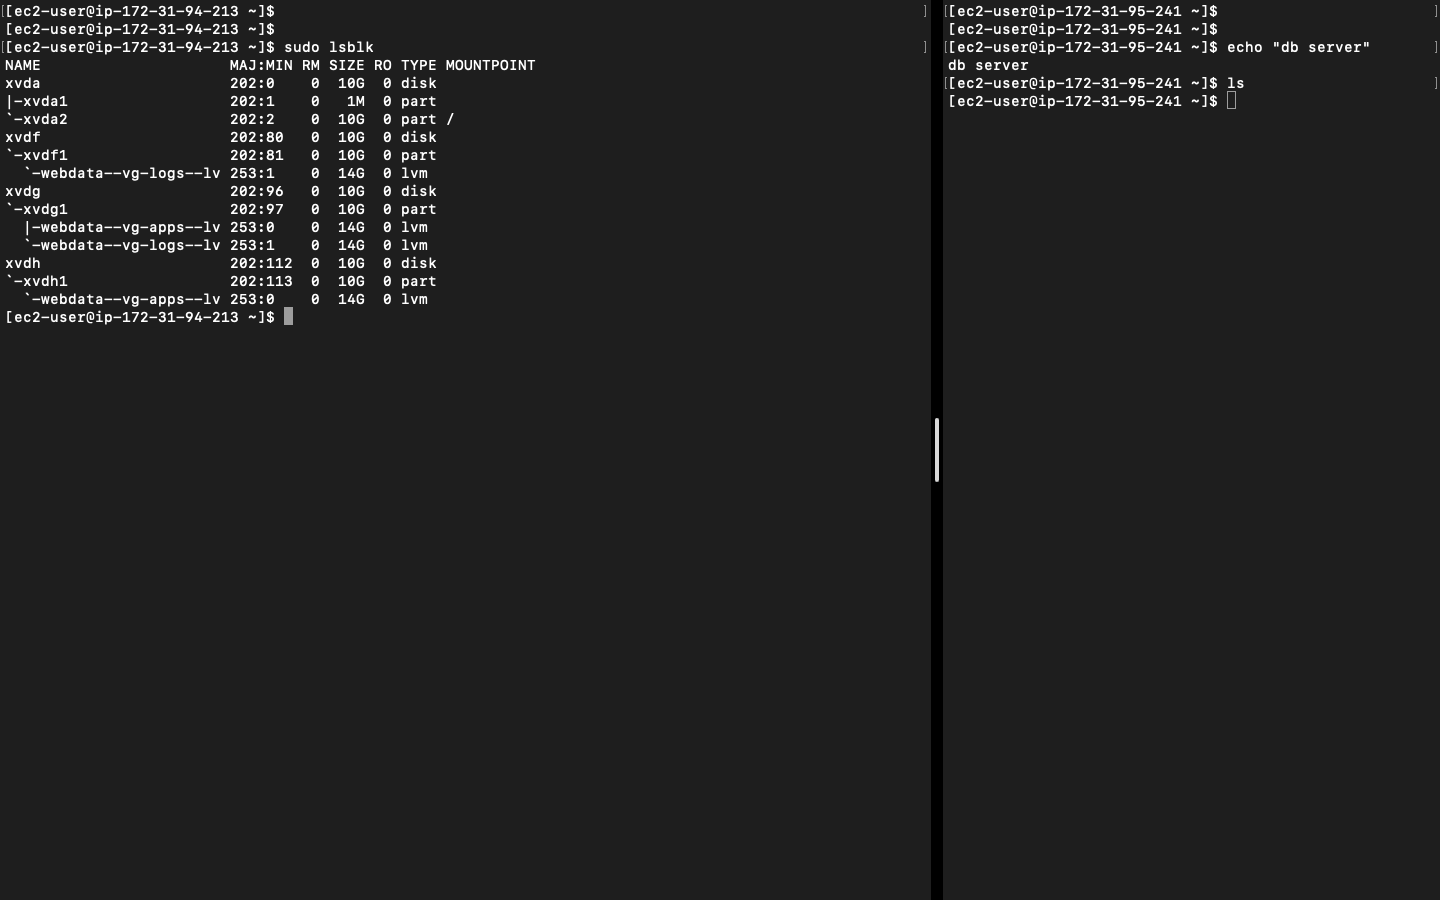 [ec2-user@ip-172-31-94-213 ~]$
[ec2-user@ip-172-31-94-213 ~]$
[ec2-user@ip-172-31-94-213 ~]$ sudo lsblk
NAME                     MAJ:MIN RM SIZE RO TYPE MOUNTPOINT
xvda                     202:0    0  10G  0 disk
|-xvda1                  202:1    0   1M  0 part
`-xvda2                  202:2    0  10G  0 part /
xvdf                     202:80   0  10G  0 disk
`-xvdf1                  202:81   0  10G  0 part
  `-webdata--vg-logs--lv 253:1    0  14G  0 lvm
xvdg                     202:96   0  10G  0 disk
`-xvdg1                  202:97   0  10G  0 part
  |-webdata--vg-apps--lv 253:0    0  14G  0 lvm
  `-webdata--vg-logs--lv 253:1    0  14G  0 lvm
xvdh                     202:112  0  10G  0 disk
`-xvdh1                  202:113  0  10G  0 part
  `-webdata--vg-apps--lv 253:0    0  14G  0 lvm
[ec2-user@ip-172-31-94-213 ~]$
[ec2-user@ip-172-31-95-241 ~]$
[ec2-user@ip-172-31-95-241 ~]$
[ec2-user@ip-172-31-95-241 ~]$ echo "db server"
db server
[ec2-user@ip-172-31-95-241 ~]$ ls
[ec2-user@ip-172-31-95-241 ~]$